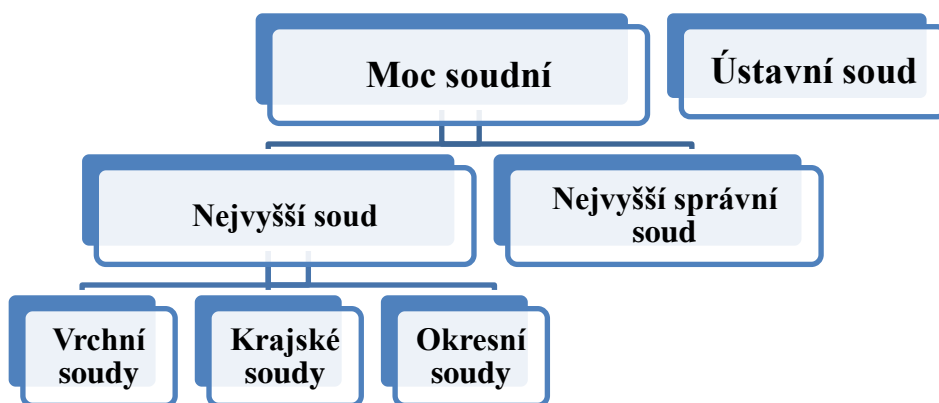 Moc soudní
Ústavní soud
Nejvyšší soud
Nejvyšší správní
soud
Vrchní
soudy
Krajské
soudy
Okresní
soudy